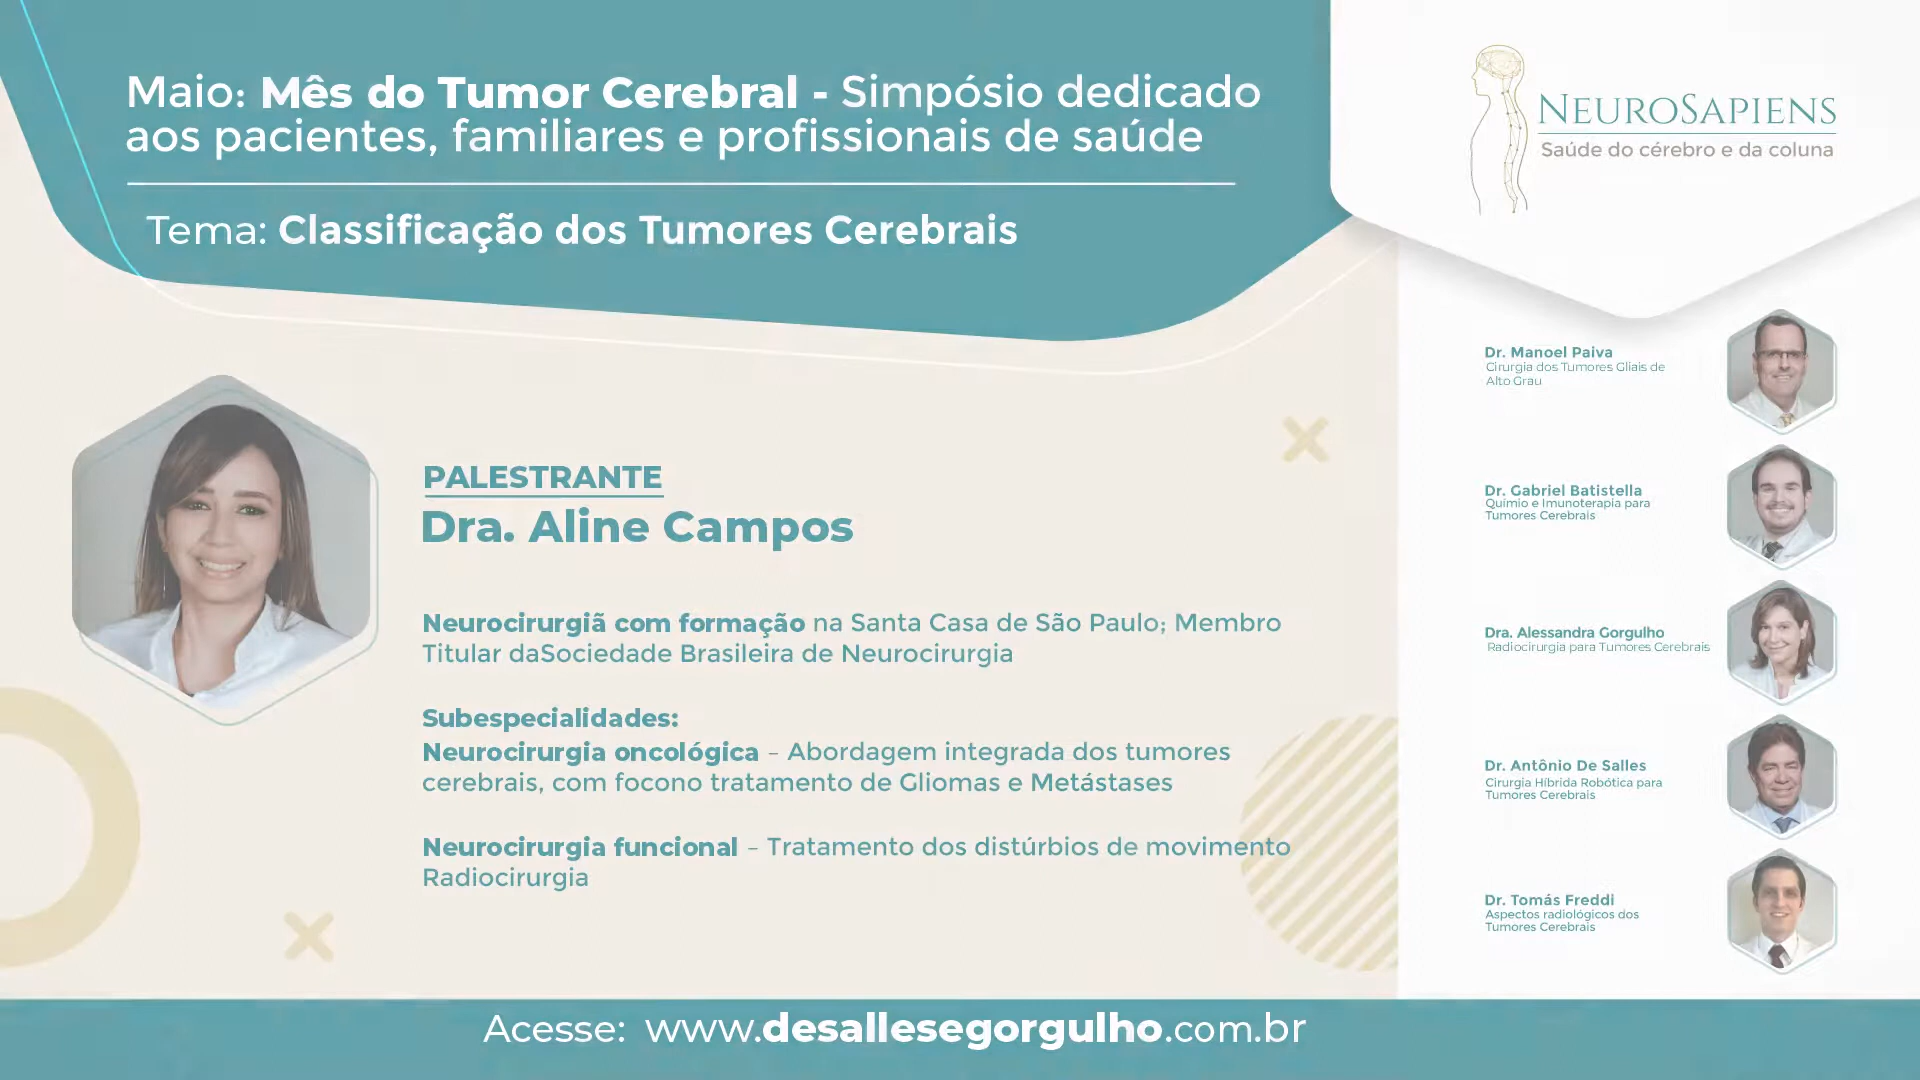 Maio: Mês do Tumor Cerebral - Simpósio dedicado
aos pacientes, familiares e profissionais de saúde
Tema: Classificação dos Tumores Cerebrais
NEUROSAPIENS
Saúde do cérebro e da coluna
PALESTRANTE
Dra. Aline Campos
Neurocirurgiã com formação na Santa Casa de São Paulo; Membro
Titular daSociedade Brasileira de Neurocirurgia
Subespecialidades:
Neurocirurgia oncológica – Abordagem integrada dos tumores
cerebrais, com focono tratamento de Gliomas e Metástases
Neurocirurgia funcional – Tratamento dos distúrbios de movimento
Radiocirurgia
Dr. Manoel Paiva
Cirurgia dos Tumores Gliais de
Alto Grau
Dr. Gabriel Batistella
Químio e Imunoterapia para
Tumores Cerebrais
Dra. Alessandra Gorgulho
Radiocirurgia para Tumores Cerebrais
Dr. Antônio De Salles
Cirurgia Híbrida Robótica para
Tumores Cerebrais
Dr. Tomás Freddi
Aspectos radiológicos dos
Tumores Cerebrais
Acesse: www.desallesegorgulho.com.br